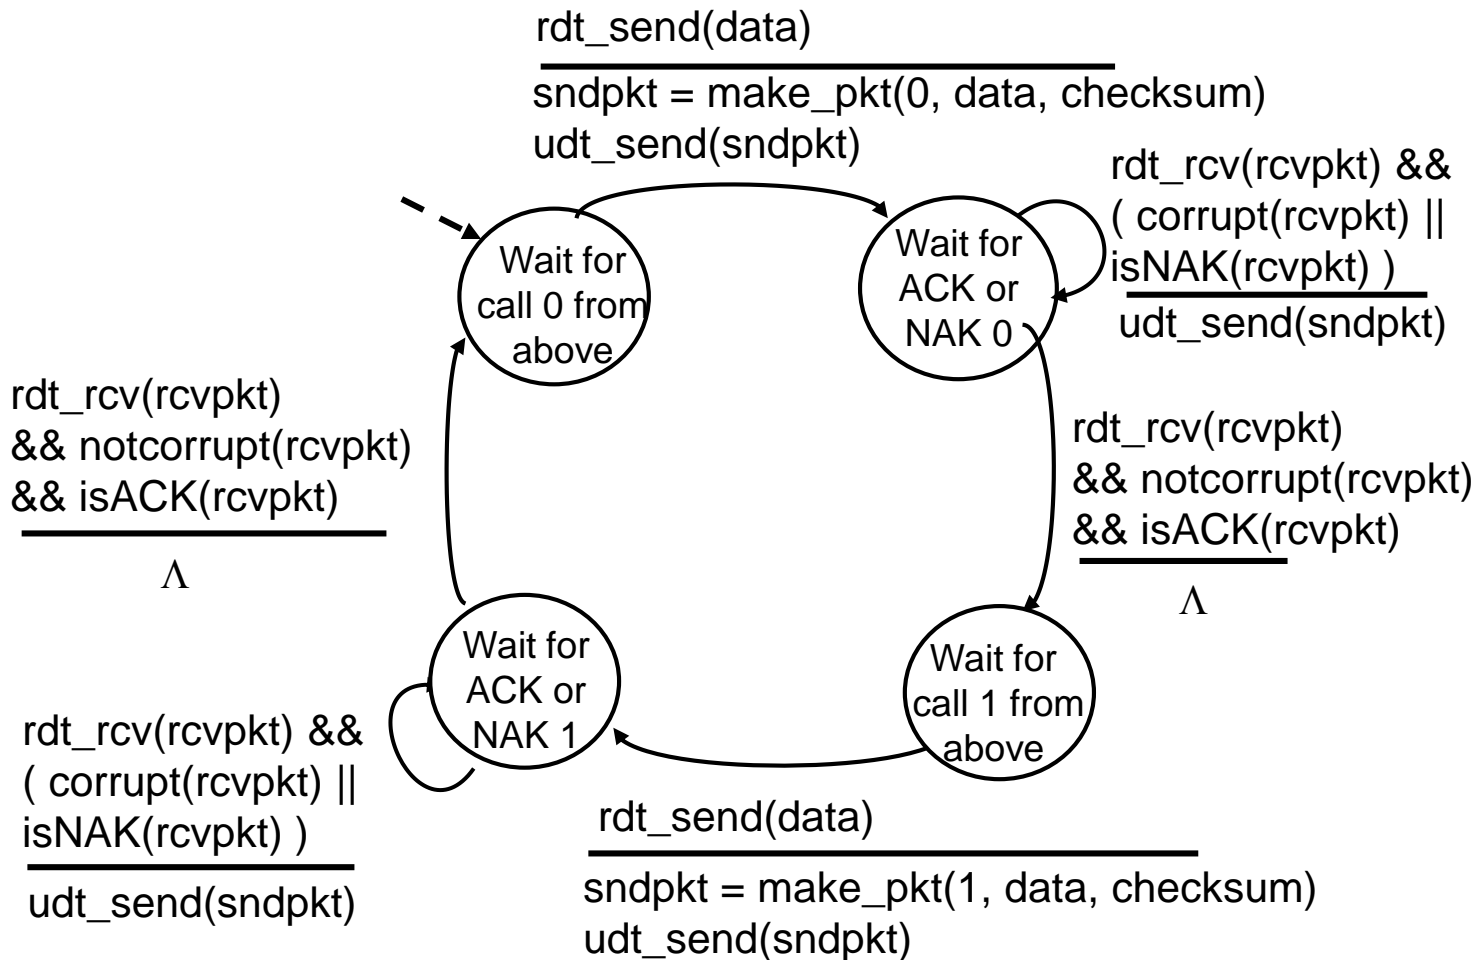 rdt_send(data)
sndpkt = make_pkt(0, data, checksum)
udt_send(sndpkt)
rdt_rcv(rcvpkt) &&
( corrupt(rcvpkt) ||
isNAK(rcvpkt) )
udt_send(sndpkt)
Wait for
call 0 from
above
Wait for
ACK or
NAK 0
rdt_rcv(rcvpkt)
&& notcorrupt(rcvpkt)
&& isACK(rcvpkt)
Λ
rdt_rcv(rcvpkt)
&& notcorrupt(rcvpkt)
&& isACK(rcvpkt)
Λ
Wait for
ACK or
NAK 1
Wait for
call 1 from
above
rdt_rcv(rcvpkt) &&
( corrupt(rcvpkt) ||
isNAK(rcvpkt) )
udt_send(sndpkt)
rdt_send(data)
sndpkt = make_pkt(1, data, checksum)
udt_send(sndpkt)